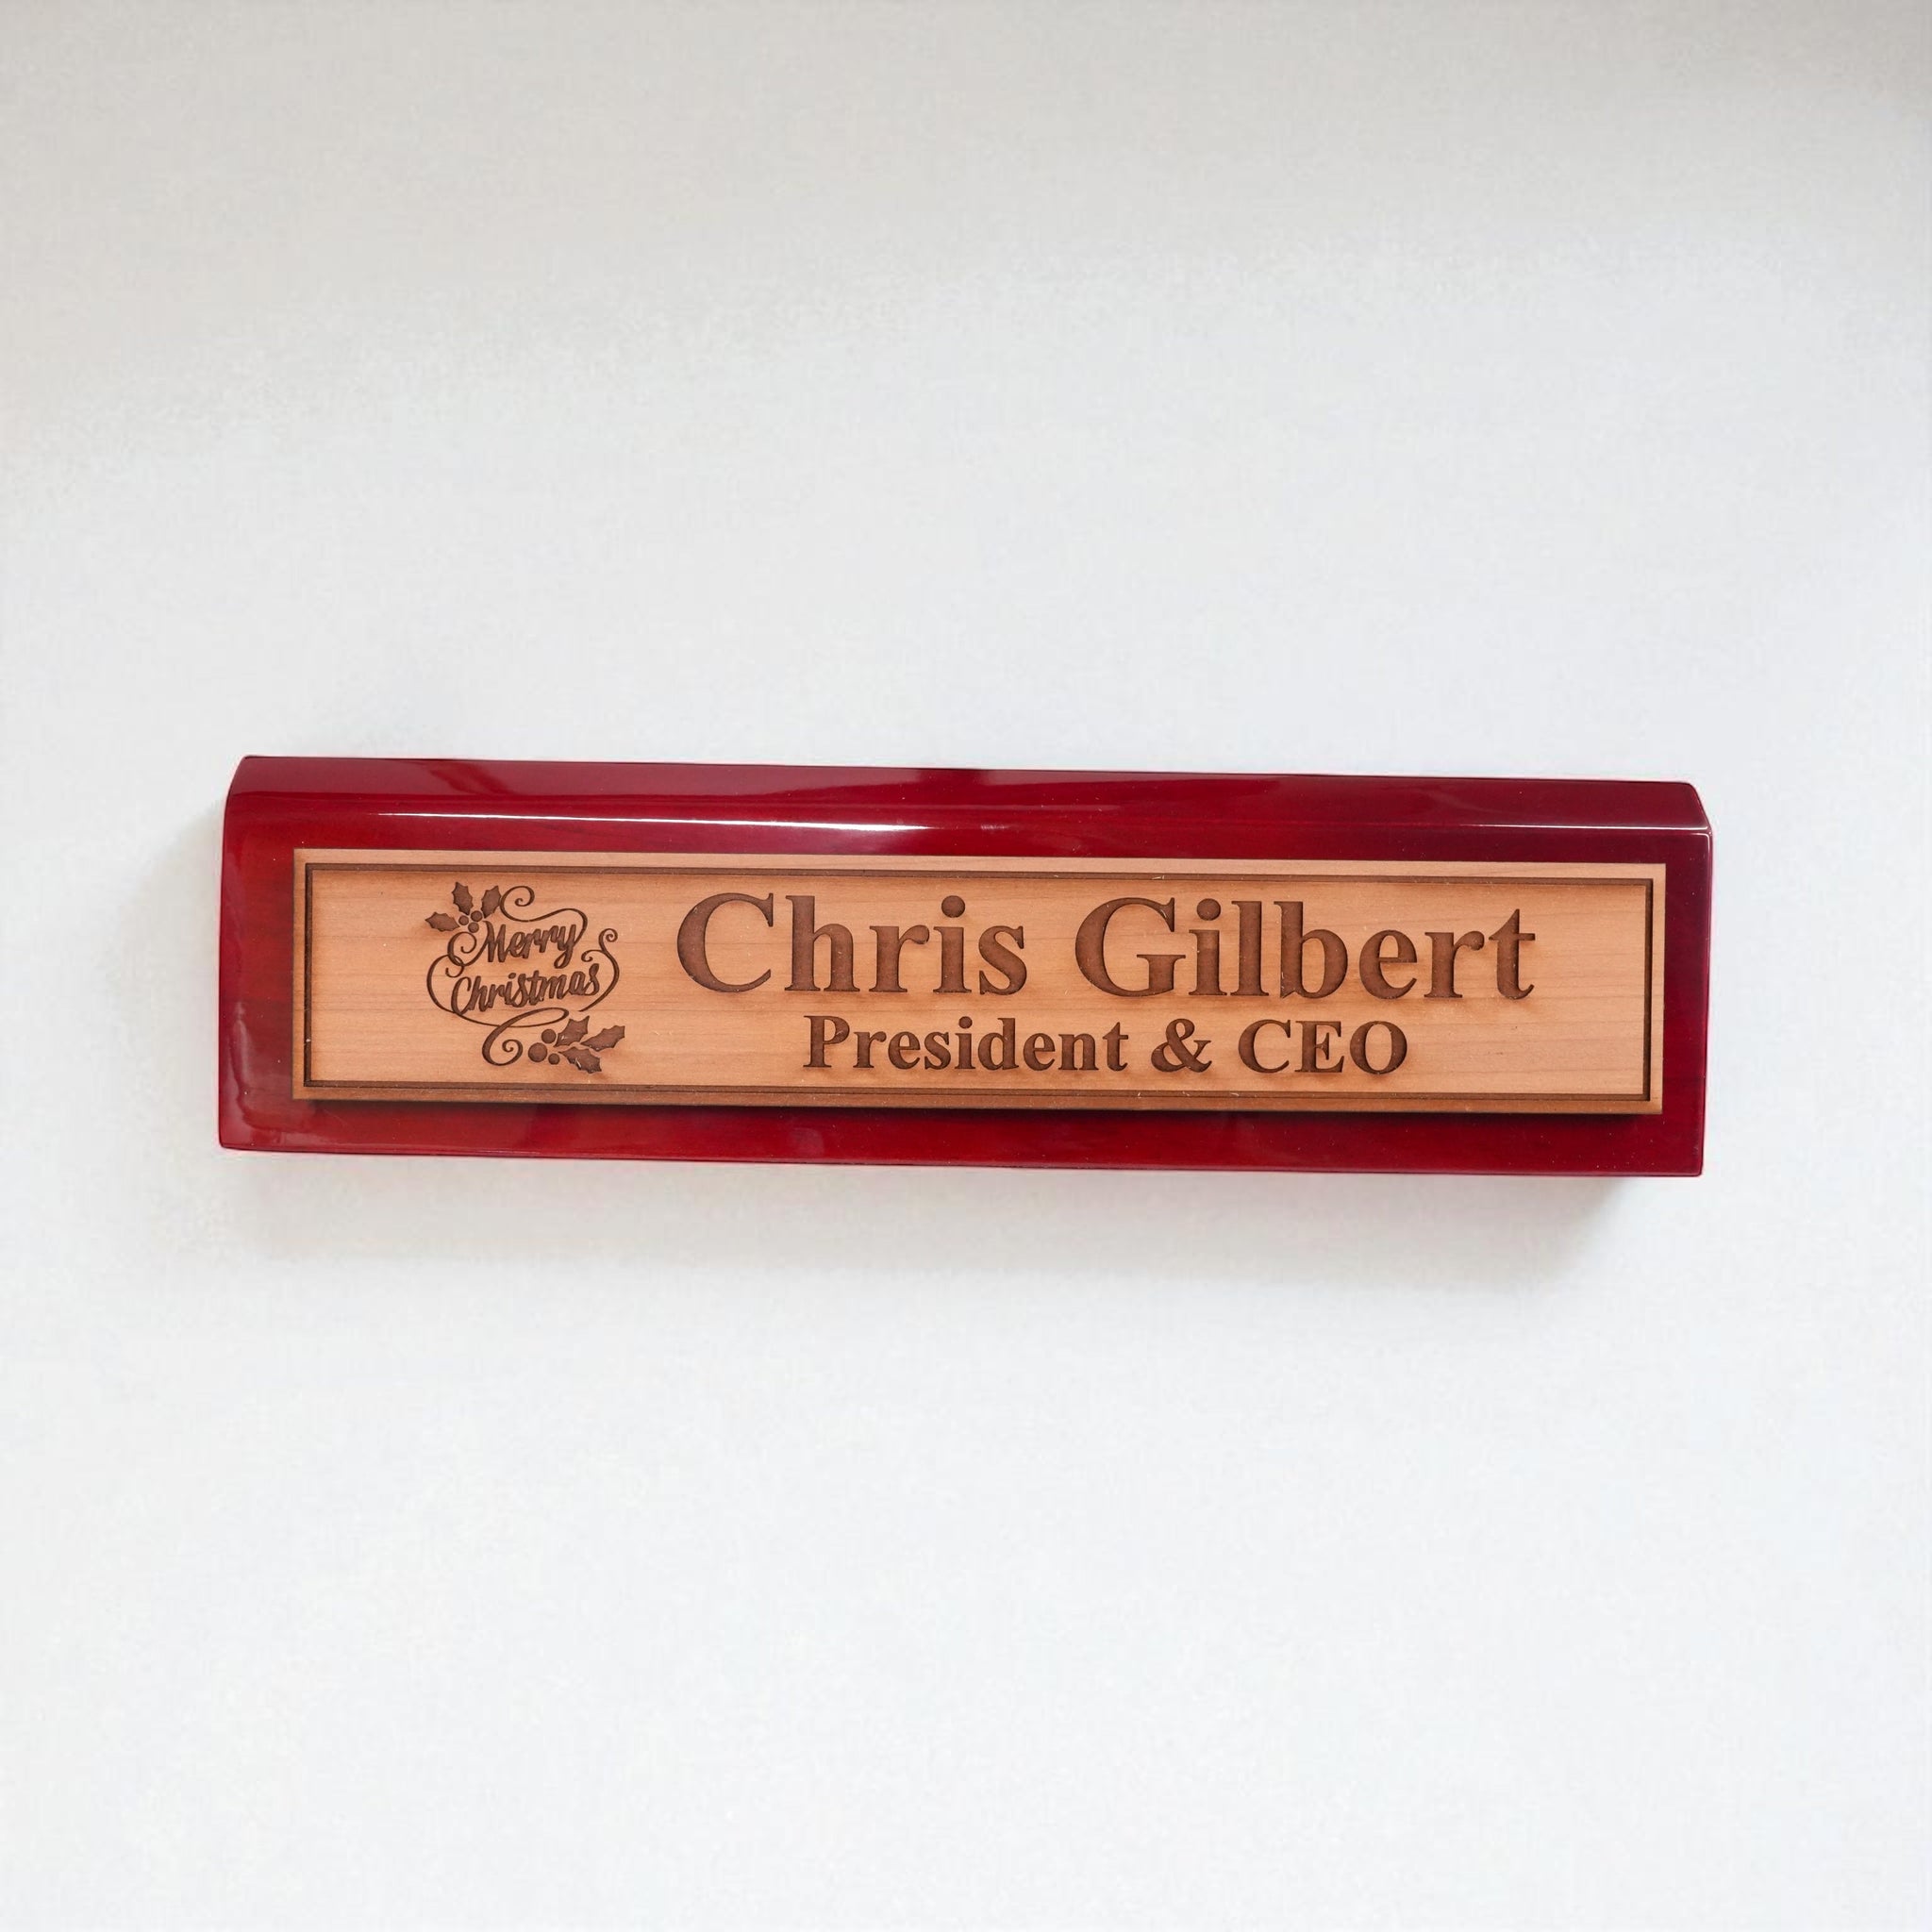 Merry
Christmas
Chris Gilbert
President & CEO